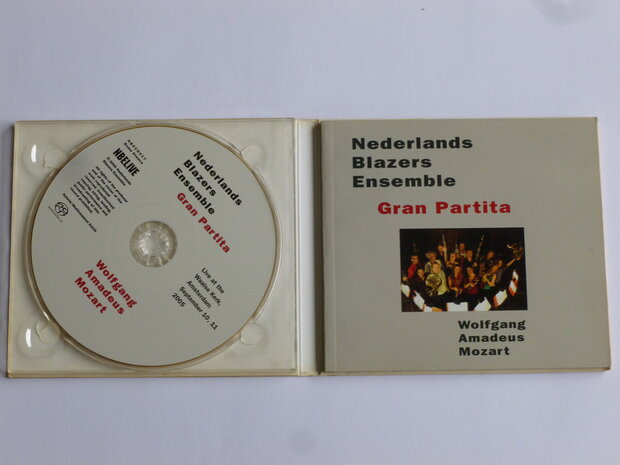 NBELIVE
Nederlands
Blazers
Ensemble
Gran Partita
Live at the
Waalse Kerk,
Amsterdam
September 10, 11
2005
Wolfgang
Amadeus
Mozart
Nederlands
Blazers
Ensemble
Gran Partita
Wolfgang
Amadeus
Mozart